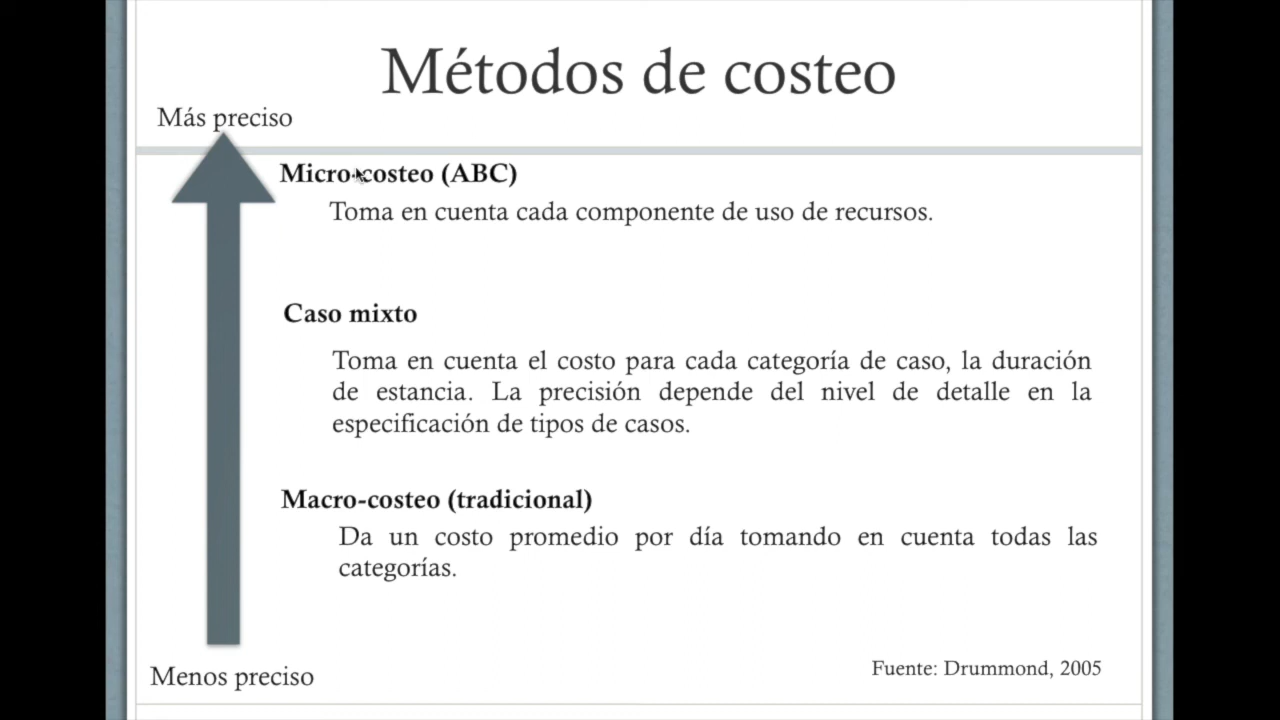 Métodos de costeo
Más preciso
Micro-costeo (ABC)
Toma en cuenta cada componente de uso de recursos.
Caso mixto
Toma en cuenta el costo para cada categoría de caso, la duración
de estancia. La precisión depende del nivel de detalle en la
especificación de tipos de casos.
Macro-costeo (tradicional)
Da un costo promedio por día tomando en cuenta todas las
categorías.
Menos preciso
Fuente: Drummond, 2005